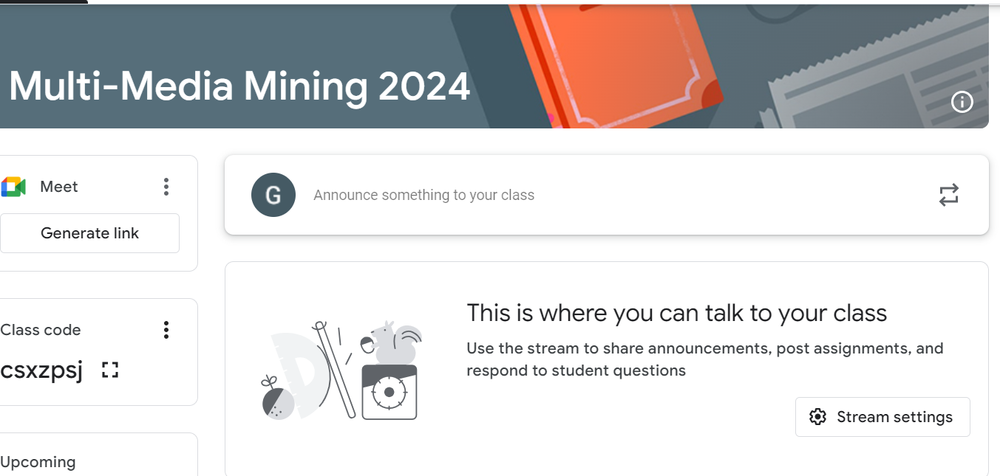 Multi-Media Mining 2024
Meet
Generate link
G
Announce something to your class
Class code
csxzpsj
This is where you can talk to your class
Use the stream to share announcements, post assignments, and
respond to student questions
Stream settings
Upcoming